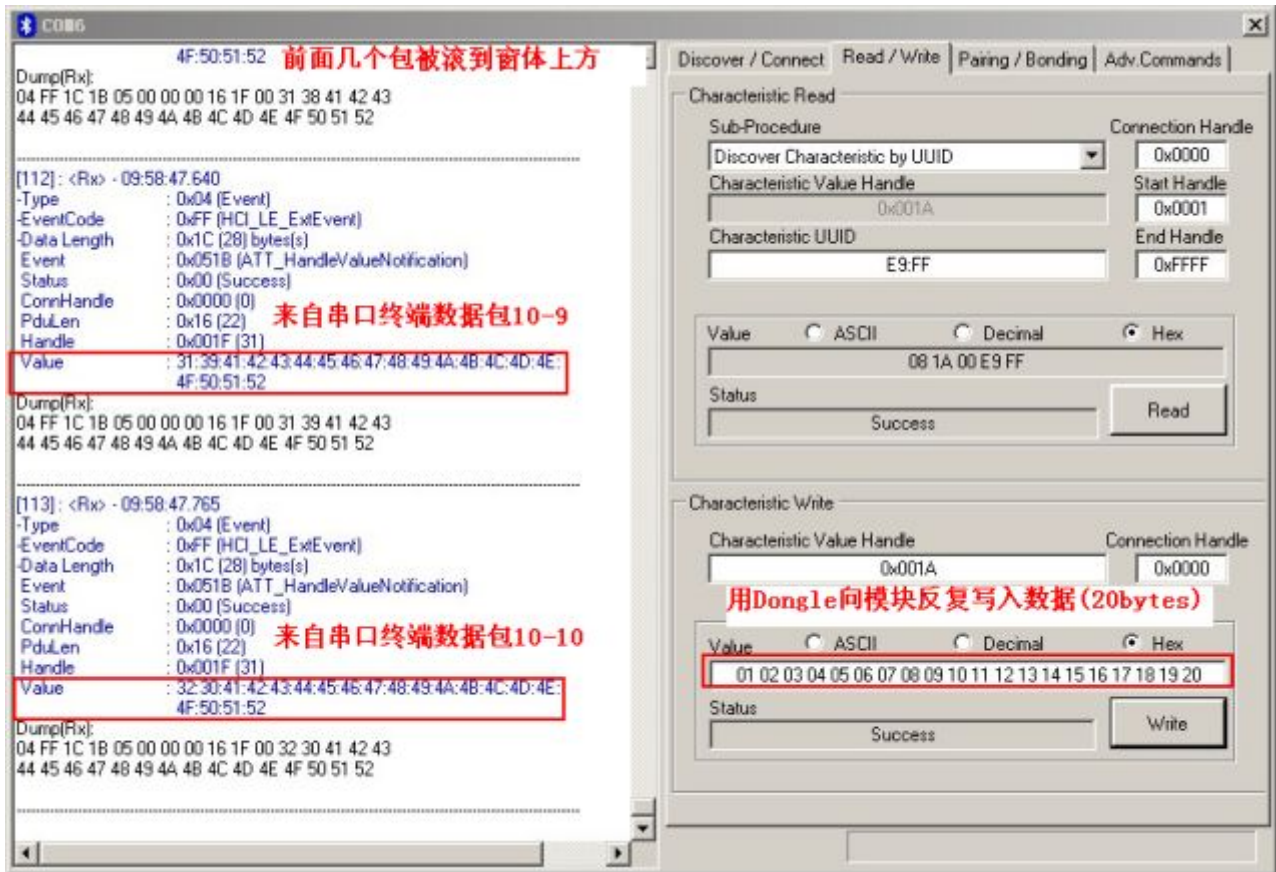 COM6
4F:50:51:52 前面几个包被滚到窗体上方
Dump(Rx):
04 FF 1C 1B 05 00 00 00 16 1F 00 31 38 41 42 43
44 45 46 47 48 49 4A 4B 4C 4D 4E 4F 50 51 52
[112] : <Rx> - 09:58:47.640
-Type : 0x04 (Event)
-EventCode : 0xFF (HCI_LE_ExtEvent)
-Data Length : 0x1C (28) bytes(s)
Event : 0x051B (ATT_HandleValueNotification)
Status : 0x00 (Success)
ConnHandle : 0x0000 (0)
来自串口终端数据包10-9
PduLen : 0x16 (22)
Handle : 0x001F (31)
Value : 31:39:41:42:43:44:45:46:47:48:49:4A:4B:4C:4D:4E:
4F:50:51:52
Dump(Rx):
04 FF 1C 1B 05 00 00 00 16 1F 00 31 39 41 42 43
44 45 46 47 48 49 4A 4B 4C 4D 4E 4F 50 51 52
[113] : <Rx> - 09:58:47.765
-Type : 0x04 (Event)
-EventCode : 0xFF (HCI_LE_ExtEvent)
-Data Length : 0x1C (28) bytes(s)
Event : 0x051B (ATT_HandleValueNotification)
Status : 0x00 (Success)
ConnHandle : 0x0000 (0)
来自串口终端数据包10-10
PduLen : 0x16 (22)
Handle : 0x001F (31)
Value : 32:30:41:42:43:44:45:46:47:48:49:4A:4B:4C:4D:4E:
4F:50:51:52
Dump(Rx):
04 FF 1C 1B 05 00 00 00 16 1F 00 32 30 41 42 43
44 45 46 47 48 49 4A 4B 4C 4D 4E 4F 50 51 52
Discover / Connect Read / Write Pairing / Bonding Adv.Commands
Characteristic Read
Sub-Procedure Connection Handle
Discover Characteristic by UUID 0x0000
Characteristic Value Handle Start Handle
0x001A 0x0001
Characteristic UUID End Handle
E9:FF 0xFFFF
Value ASCII Decimal Hex
08 1A 00 E9 FF
Status
Success Read
Characteristic Write
Characteristic Value Handle Connection Handle
0x001A 0x0000
用Dongle向模块反复写入数据(20bytes)
Value ASCII Decimal Hex
01 02 03 04 05 06 07 08 09 10 11 12 13 14 15 16 17 18 19 20
Status
Success Write